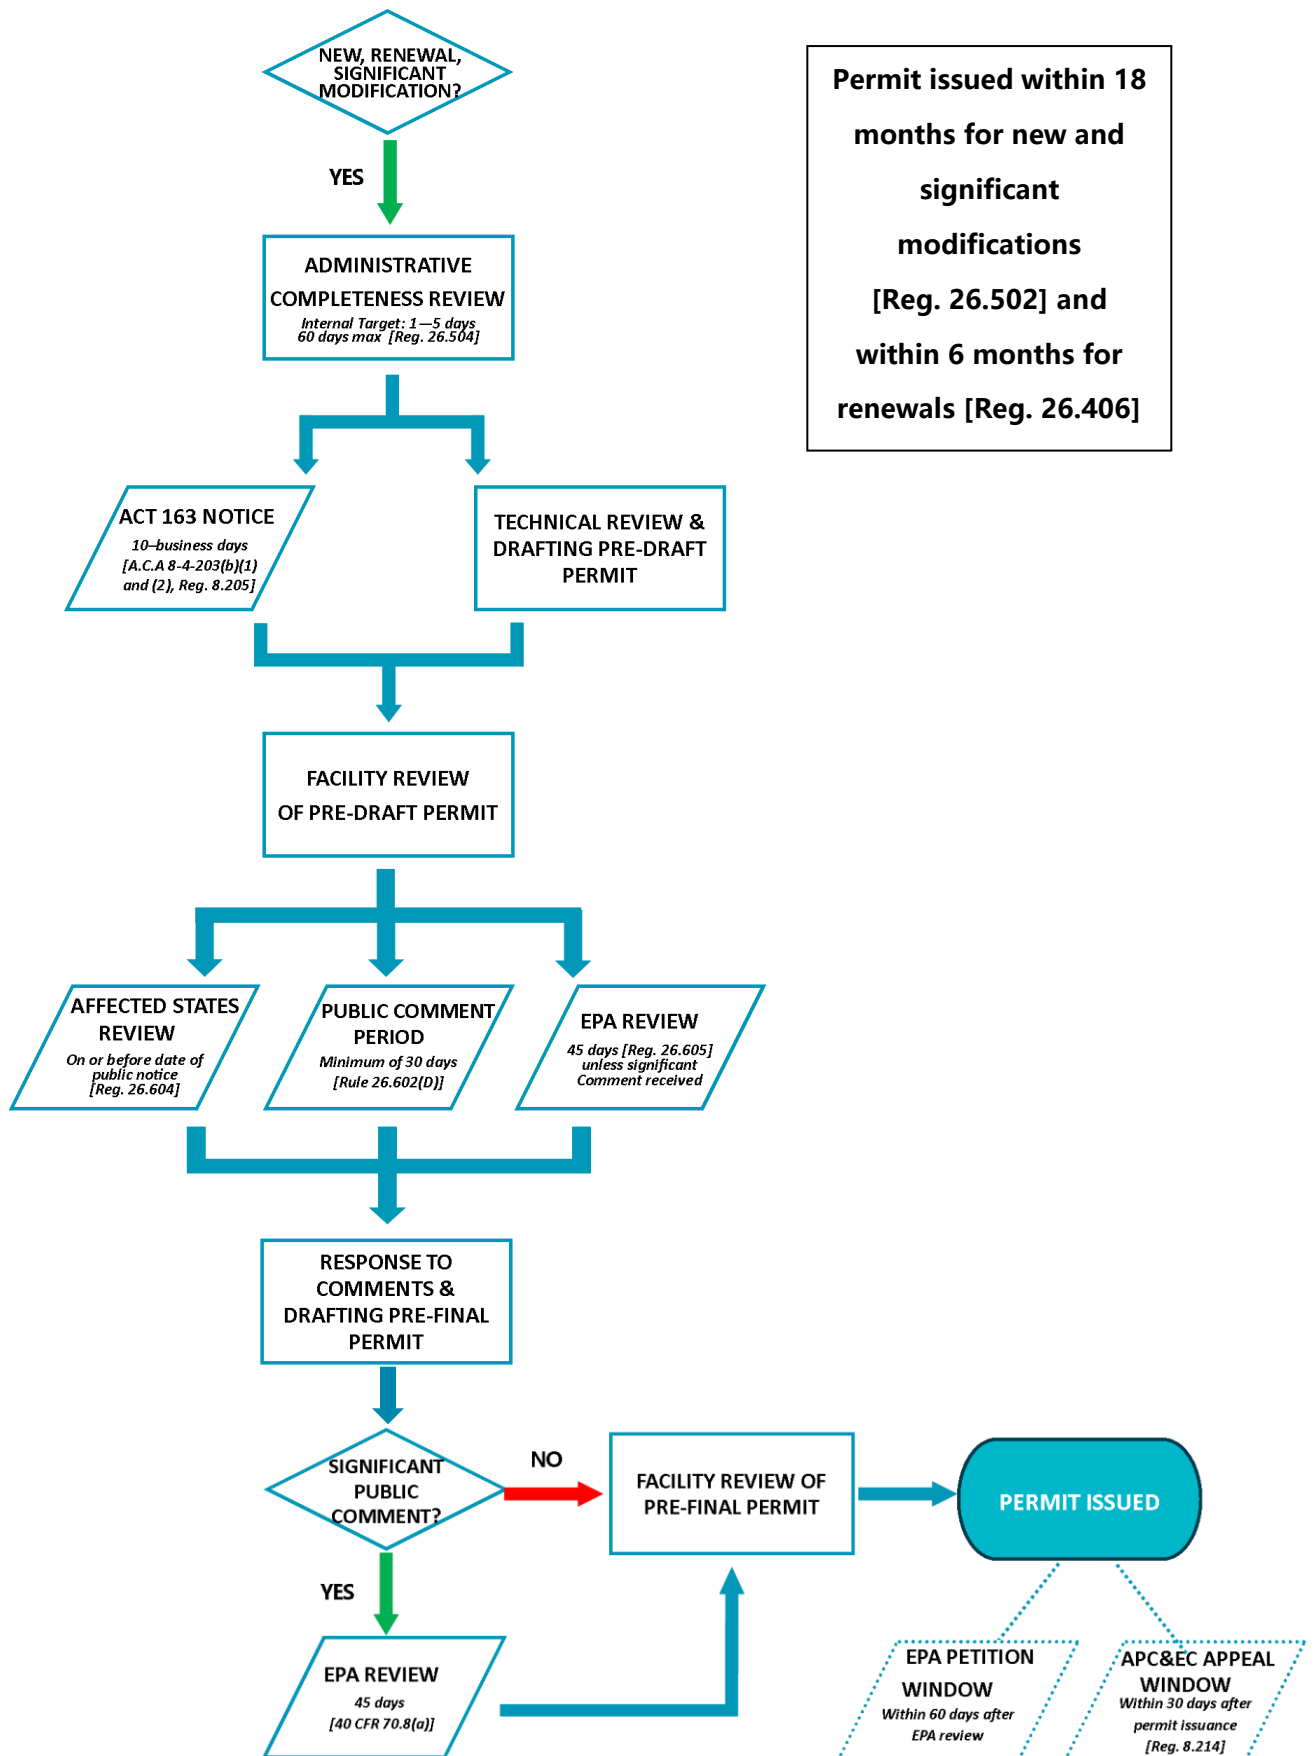 NEW, RENEWAL,
SIGNIFICANT
MODIFICATION?
Permit issued within 18
months for new and
significant
modifications
[Reg. 26.502] and
within 6 months for
renewals [Reg. 26.406]
YES
ADMINISTRATIVE
COMPLETENESS REVIEW
Internal Target: 1—5 days
60 days max [Reg. 26.504]
ACT 163 NOTICE
10–business days
[A.C.A 8-4-203(b)(1)
and (2), Reg. 8.205]
TECHNICAL REVIEW &
DRAFTING PRE-DRAFT
PERMIT
FACILITY REVIEW
OF PRE-DRAFT PERMIT
AFFECTED STATES
REVIEW
On or before date of
public notice
[Reg. 26.604]
PUBLIC COMMENT
PERIOD
Minimum of 30 days
[Rule 26.602(D)]
EPA REVIEW
45 days [Reg. 26.605]
unless significant
Comment received
RESPONSE TO
COMMENTS &
DRAFTING PRE-FINAL
PERMIT
SIGNIFICANT
PUBLIC
COMMENT?
NO
FACILITY REVIEW OF
PRE-FINAL PERMIT
PERMIT ISSUED
YES
EPA REVIEW
45 days
[40 CFR 70.8(a)]
EPA PETITION
WINDOW
Within 60 days after
EPA review
APC&EC APPEAL
WINDOW
Within 30 days after
permit issuance
[Reg. 8.214]